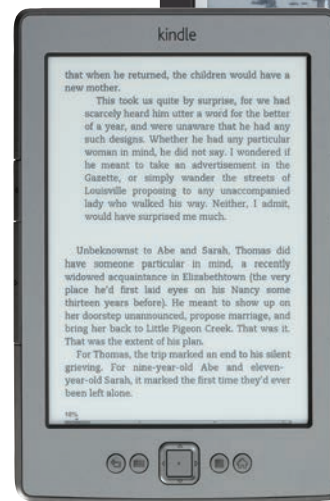 kindle
that when he returned, the children would have a
new mother.
This took us quite by surprise, for we had
scarcely heard him utter a word for the better
of a year, and were unaware that he had any
such designs. Whether he had any particular
woman in mind, he did not say. I wondered if
he meant to take an advertisement in the
Gazette, or simply wander the streets of
Louisville proposing to any unaccompanied
lady who walked his way. Neither, I admit,
would have surprised me much.
Unbeknownst to Abe and Sarah, Thomas did
have someone particular in mind, a recently
widowed acquaintance in Elizabethtown (the very
place he'd first laid eyes on his Nancy some
thirteen years before). He meant to show up on
her doorstep unannounced, propose marriage, and
bring her back to Little Pigeon Creek. That was it.
That was the extent of his plan.
For Thomas, the trip marked an end to his silent
grieving. For nine-year-old Abe and eleven-
year-old Sarah, it marked the first time they'd ever
been left alone.
10%